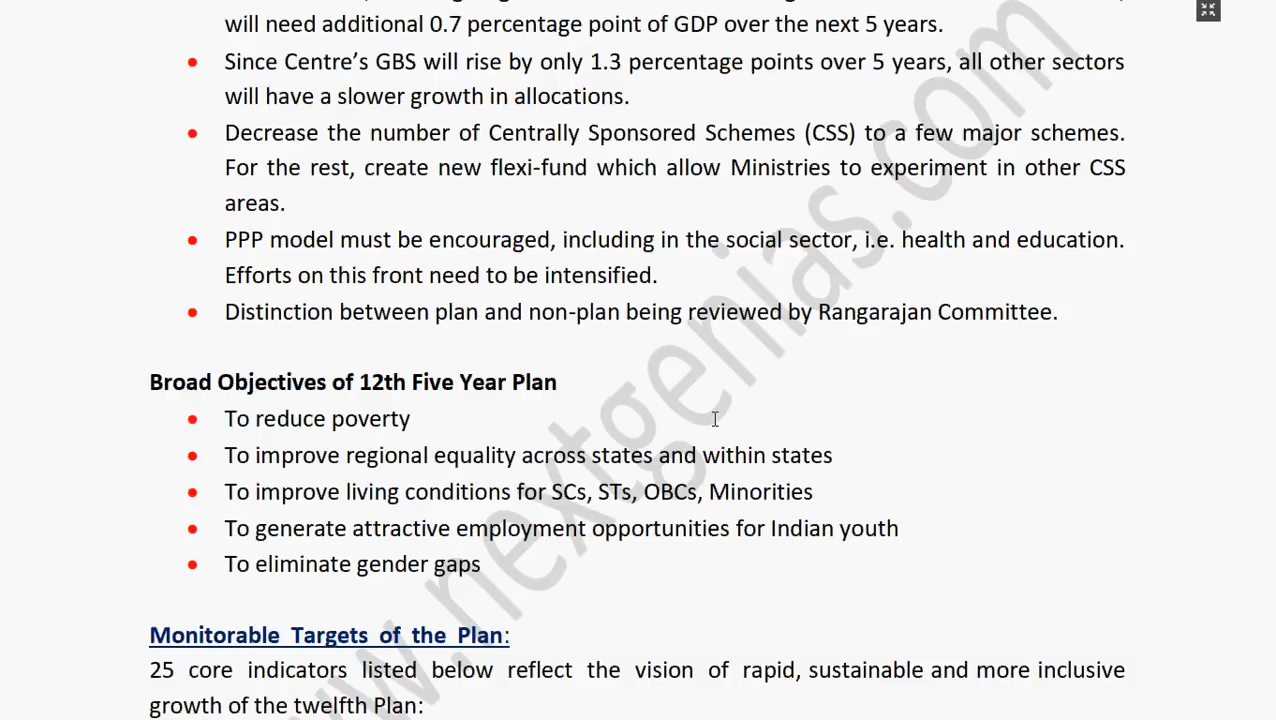 will need additional 0.7 percentage point of GDP over the next 5 years.
Since Centre's GBS will rise by only 1.3 percentage points over 5 years, all other sectors
will have a slower growth in allocations.
Decrease the number of Centrally Sponsored Schemes (CSS) to a few major schemes.
For the rest, create new flexi-fund which allow Ministries to experiment in other CSS
areas.
PPP model must be encouraged, including in the social sector, i.e. health and education.
Efforts on this front need to be intensified.
Distinction between plan and non-plan being reviewed by Rangarajan Committee.
Broad Objectives of 12th Five Year Plan
To reduce poverty
To improve regional equality across states and within states
To improve living conditions for SCs, STs, OBCs, Minorities
To generate attractive employment opportunities for Indian youth
To eliminate gender gaps
Monitorable Targets of the Plan:
25 core indicators listed below reflect the vision of rapid, sustainable and more inclusive
growth of the twelfth Plan:
www.nextgenias.com